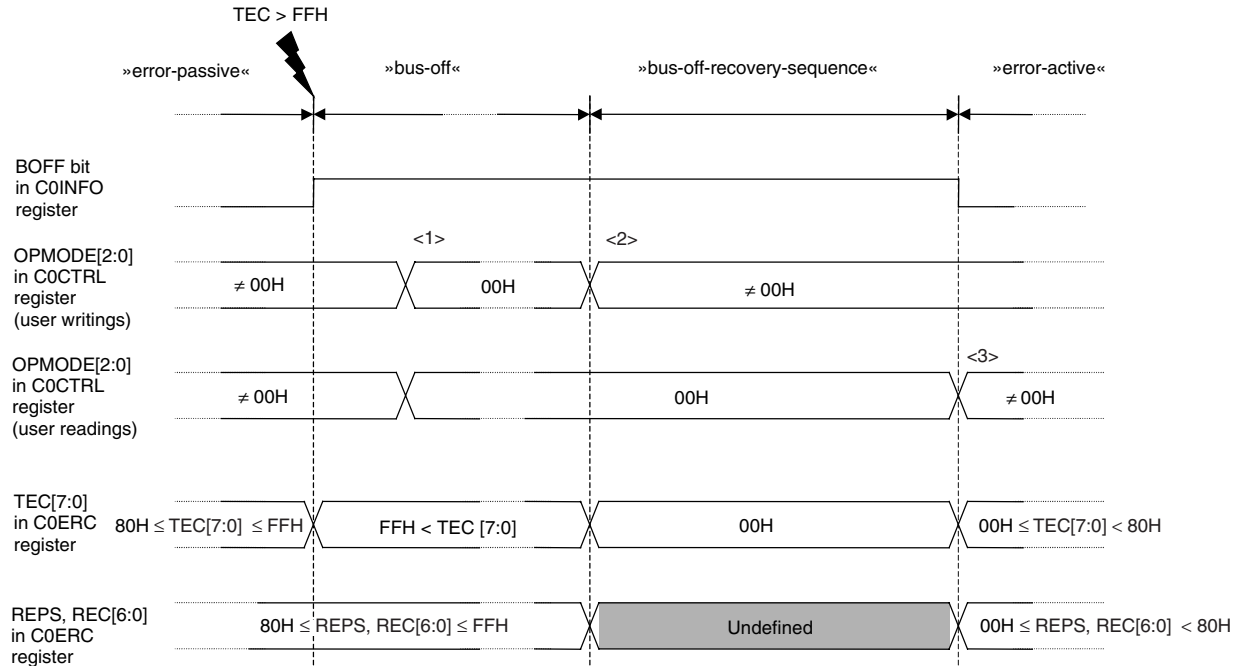 TEC > FFH
»error-passive« »bus-off« »bus-off-recovery-sequence« »error-active«
BOFF bit
in C0INFO
register
<1> <2>
OPMODE[2:0]
in C0CTRL
register
(user writings)
≠ 00H 00H ≠ 00H
<3>
OPMODE[2:0]
in C0CTRL
register
(user readings)
≠ 00H 00H ≠ 00H
TEC[7:0]
in C0ERC
register
80H ≤ TEC[7:0] ≤ FFH FFH < TEC [7:0] 00H 00H ≤ TEC[7:0] < 80H
REPS, REC[6:0]
in C0ERC
register
80H ≤ REPS, REC[6:0] ≤ FFH Undefined 00H ≤ REPS, REC[6:0] < 80H